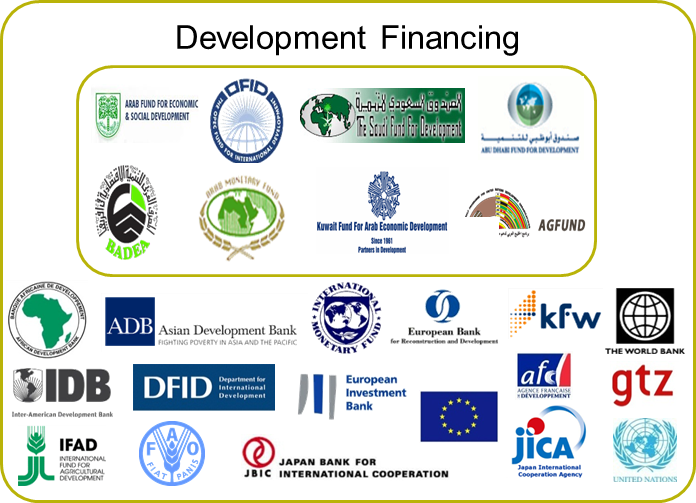 Development Financing
ARAB FUND FOR ECONOMIC
& SOCIAL DEVELOPMENT
OFID
THE OPEC FUND FOR INTERNATIONAL DEVELOPMENT
الصندوق السعودي للتنمية
The Saudi Fund For Development
صندوق أبوظبي للتنمية
ABU DHABI FUND FOR DEVELOPMENT
BADEA
ARAB MONETARY FUND
Kuwait Fund For Arab Economic Development
Since 1961
Partners in Development
AGFUND
BANQUE AFRICAINE DE DEVELOPPEMENT
AFRICAN DEVELOPMENT BANK
ADB
Asian Development Bank
FIGHTING POVERTY IN ASIA AND THE PACIFIC
INTERNATIONAL
MONETARY FUND
European Bank
for Reconstruction and Development
kfw
THE WORLD BANK
IDB
Inter-American Development Bank
DFID
Department for
International
Development
European
Investment
Bank
afd
AGENCE FRANÇAISE
DE DÉVELOPPEMENT
gtz
IFAD
INTERNATIONAL
FUND FOR
AGRICULTURAL
DEVELOPMENT
FAO
FIAT PANIS
JBIC
JAPAN BANK FOR
INTERNATIONAL COOPERATION
JICA
Japan International
Cooperation Agency
UNITED NATIONS